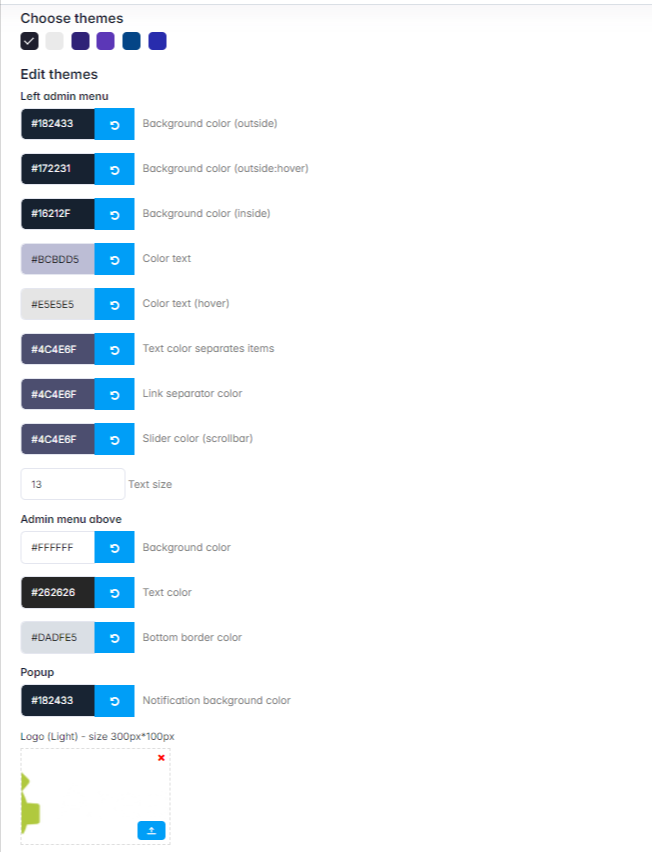 Choose themes
Edit themes
Left admin menu
#182433 Background color (outside)
#172231 Background color (outside:hover)
#16212F Background color (inside)
#BCBDD5 Color text
#E5E5E5 Color text (hover)
#4C4E6F Text color separates items
#4C4E6F Link separator color
#4C4E6F Slider color (scrollbar)
13 Text size
Admin menu above
#FFFFFF Background color
#262626 Text color
#DADFE5 Bottom border color
Popup
#182433 Notification background color
Logo (Light) - size 300px*100px